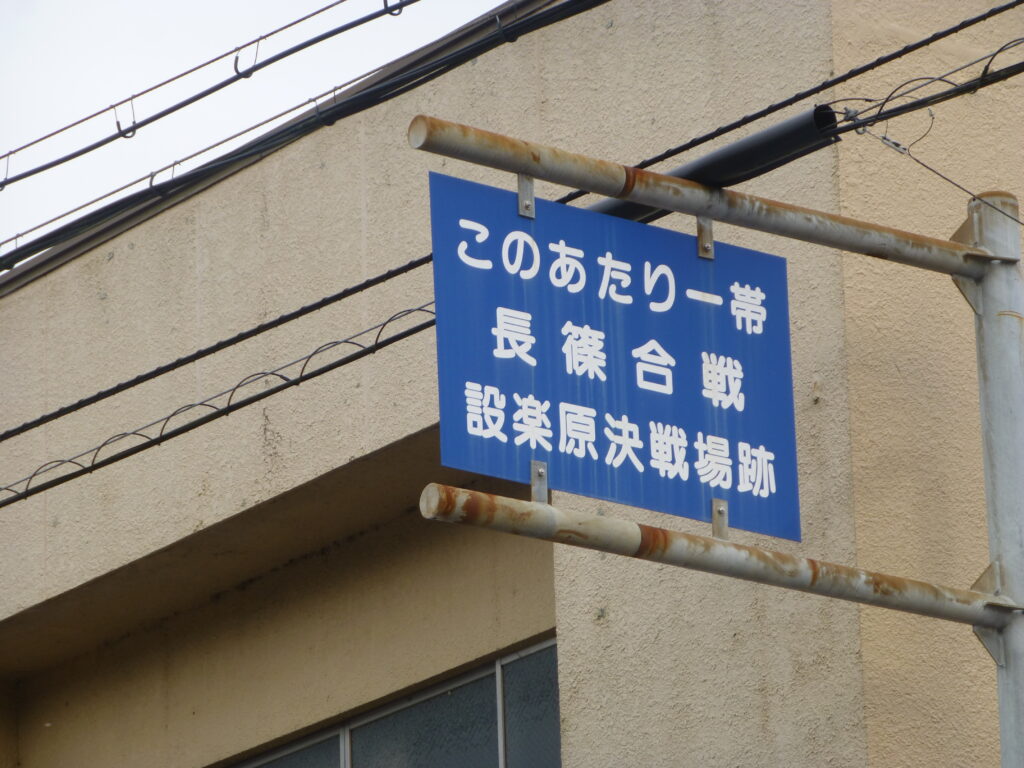 このあたり一帯
長篠合戦
設楽原決戦場跡